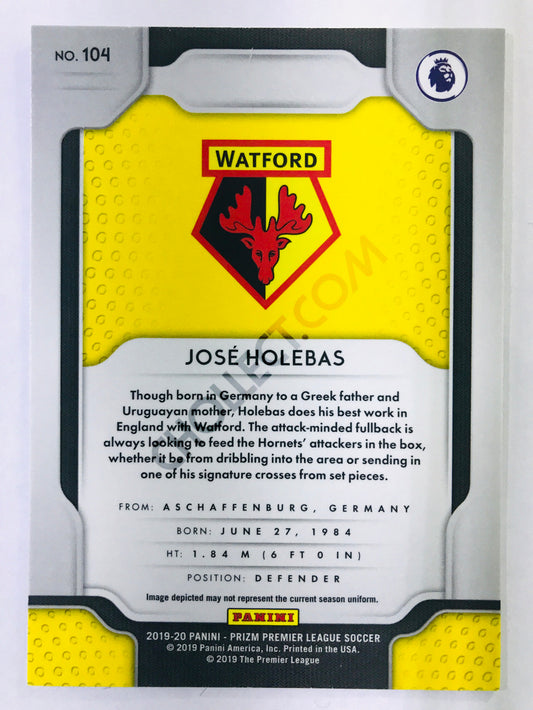 NO. 104
WATFORD
JOSÉ HOLEBAS
Though born in Germany to a Greek father and
Uruguayan mother, Holebas does his best work in
England with Watford. The attack-minded fullback is
always looking to feed the Hornets' attackers in the box,
whether it be from dribbling into the area or sending in
one of his signature crosses from set pieces.
FROM: ASCHAFFENBURG, GERMANY
BORN: JUNE 27, 1984
HT: 1.84 M (6 FT 0 IN)
POSITION: DEFENDER
Image depicted may not represent the current season uniform.
PANINI
2019-20 PANINI - PRIZM PREMIER LEAGUE SOCCER
© 2019 Panini America, Inc. Printed in the USA.
© 2019 The Premier League
CHOLLECT.COM